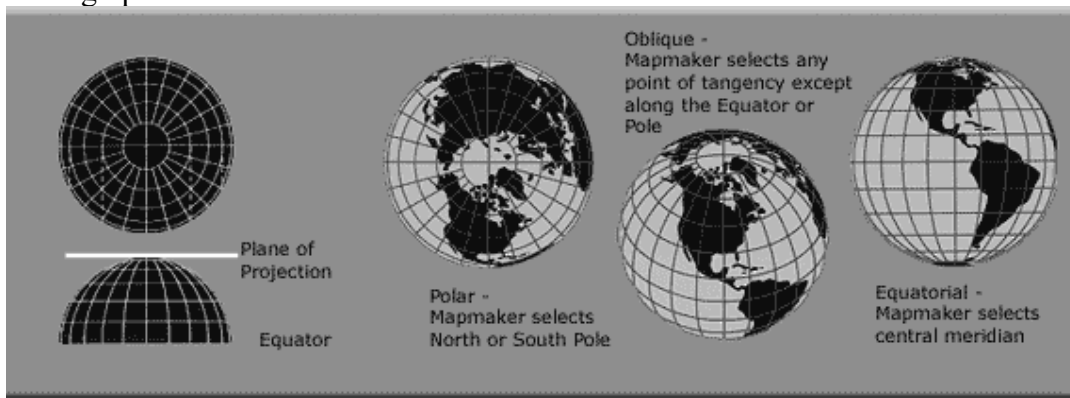 Plane of
Projection
Equator
Polar -
Mapmaker selects
North or South Pole
Oblique -
Mapmaker selects any
point of tangency except
along the Equator or
Pole
Equatorial -
Mapmaker selects
central meridian